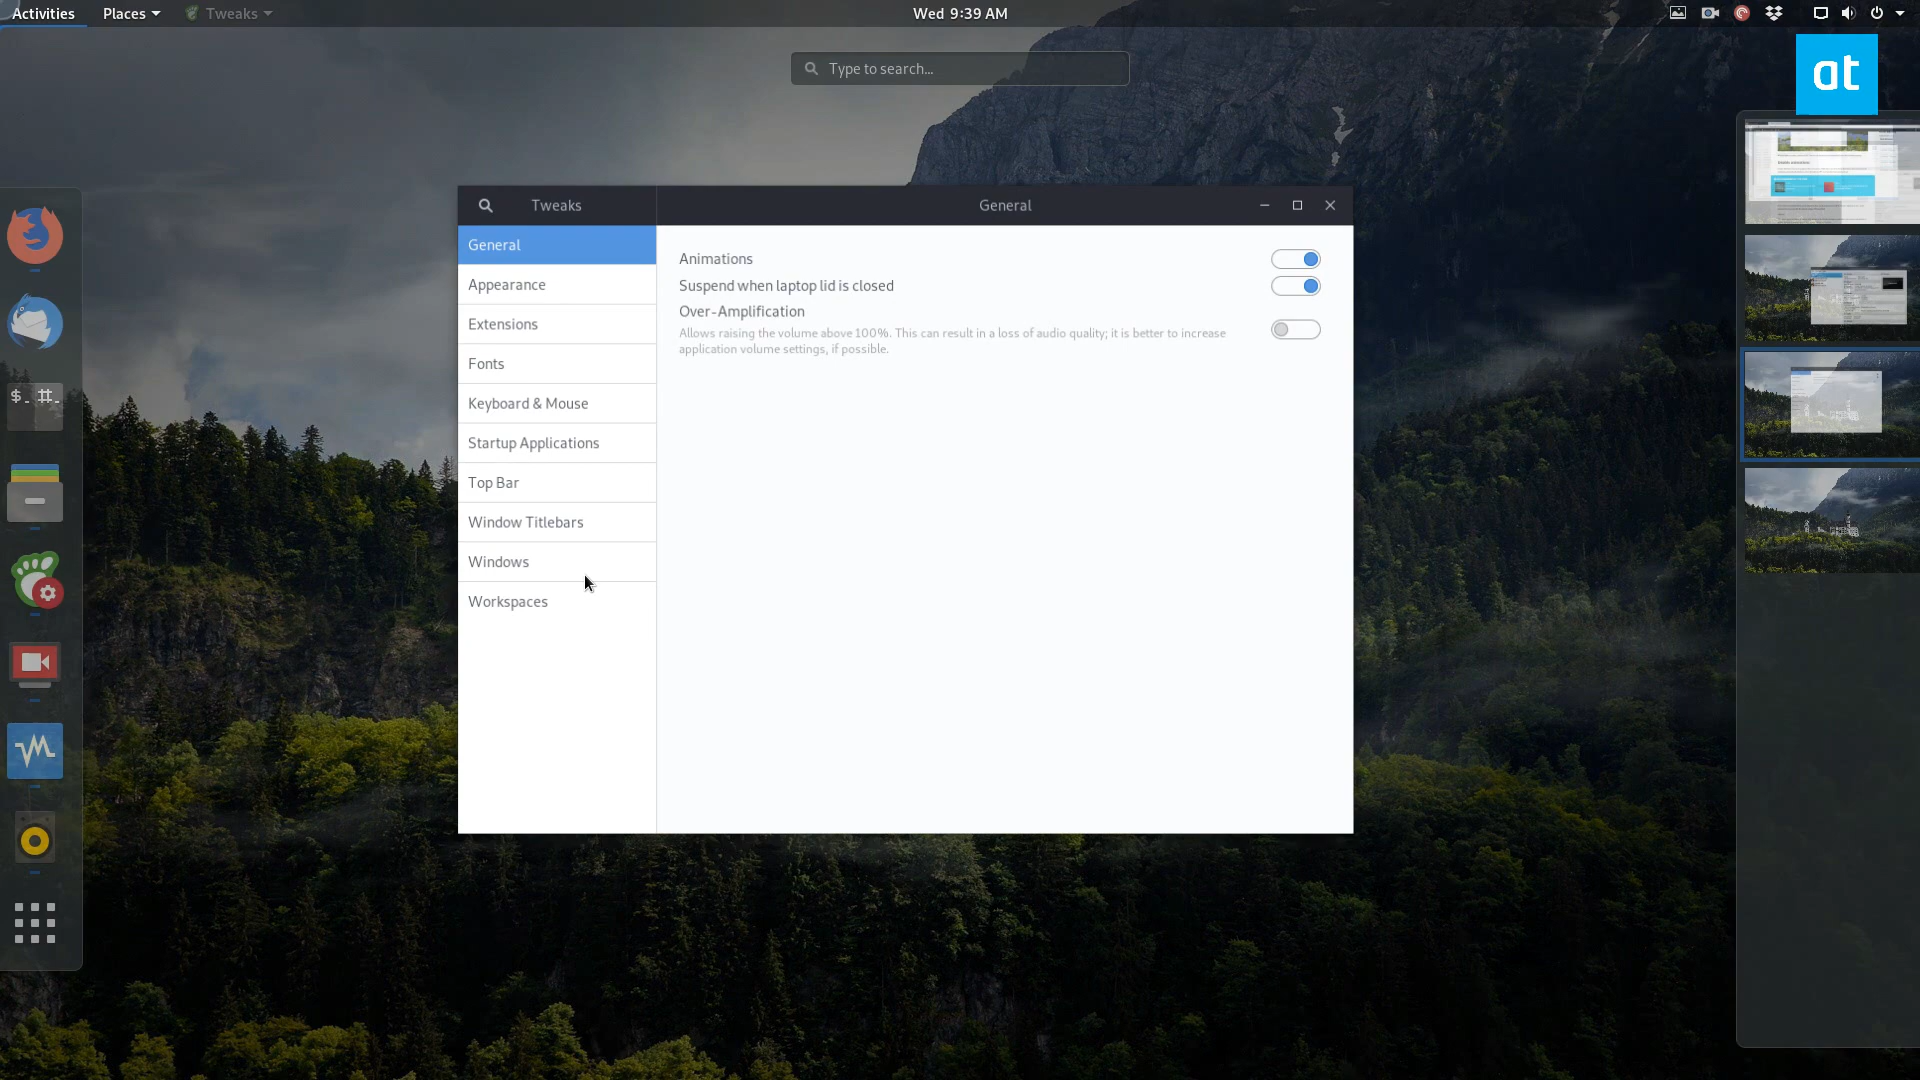 Activities
Places
Tweaks
Wed 9:39 AM
Type to search...
at
Tweaks
General
General
Appearance
Extensions
Fonts
Keyboard & Mouse
Startup Applications
Top Bar
Window Titlebars
Windows
Workspaces
Animations
Suspend when laptop lid is closed
Over-Amplification
Allows raising the volume above 100%. This can result in a loss of audio quality; it is better to increase
application volume settings, if possible.
$_ #_